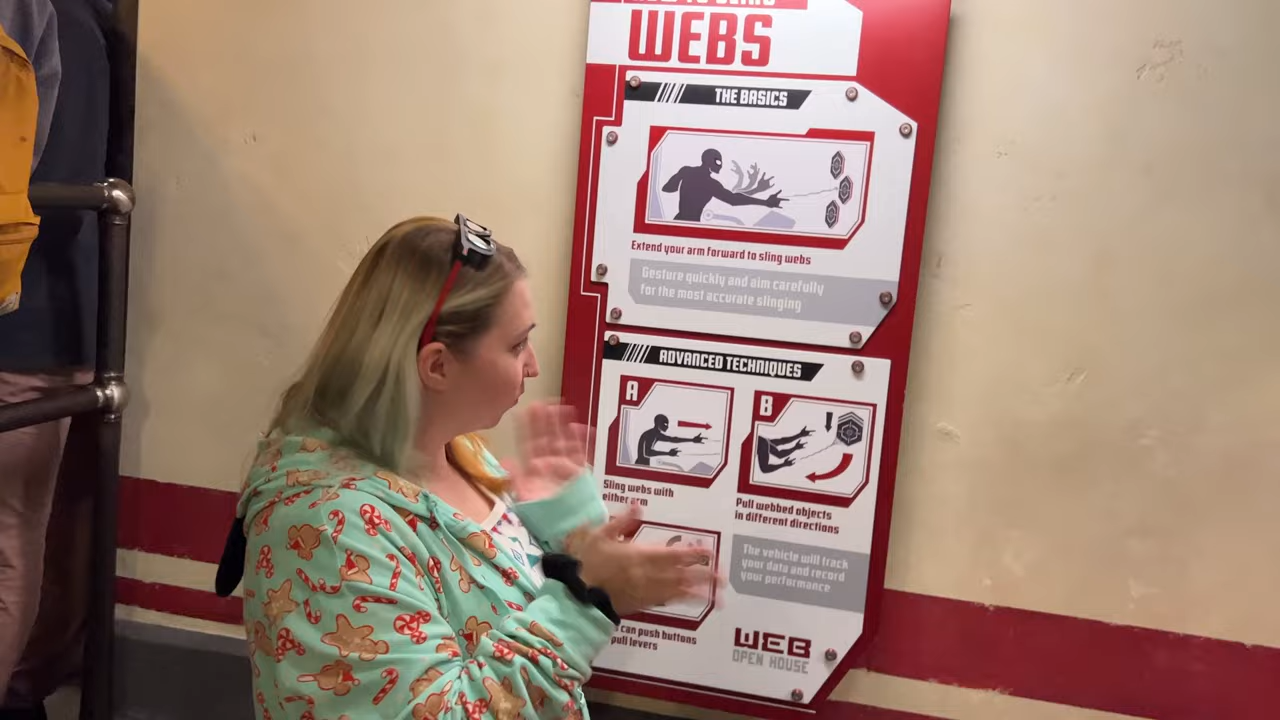 WEBS
THE BASICS
Extend your arm forward to sling webs
Gesture quickly and aim carefully
for the most accurate slinging
ADVANCED TECHNIQUES
A
B
Sling webs with
either arm
Pull webbed objects
in different directions
The vehicle will track
your data and record
your performance
can push buttons
pull levers
WEB
OPEN HOUSE